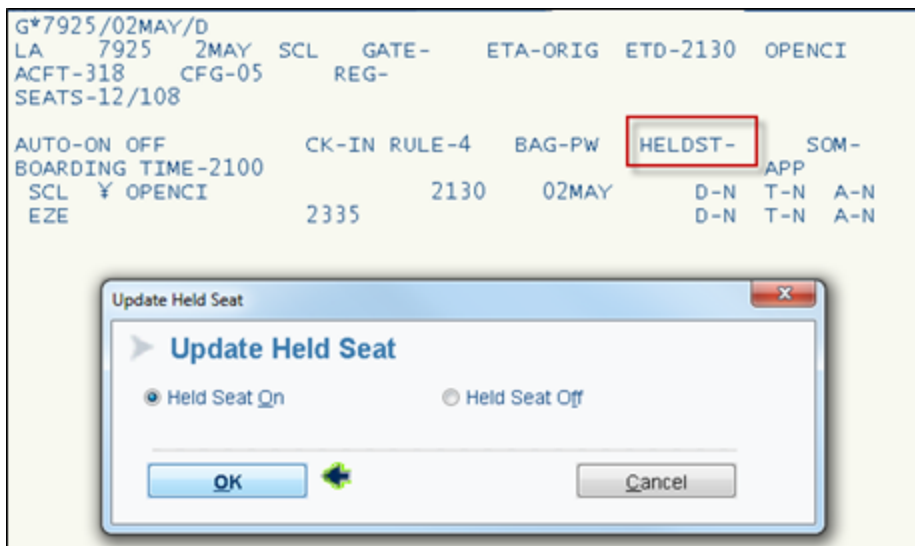 G*7925/02MAY/D
LA 7925 2MAY SCL GATE- ETA-ORIG ETD-2130 OPENCI
ACFT-318 CFG-05 REG-
SEATS-12/108
AUTO-ON OFF CK-IN RULE-4 BAG-PW HELDST- SOM-
BOARDING TIME-2100 APP
SCL ¥ OPENCI 2130 02MAY D-N T-N A-N
EZE 2335 D-N T-N A-N
Update Held Seat
Update Held Seat
Held Seat On Held Seat Off
OK Cancel